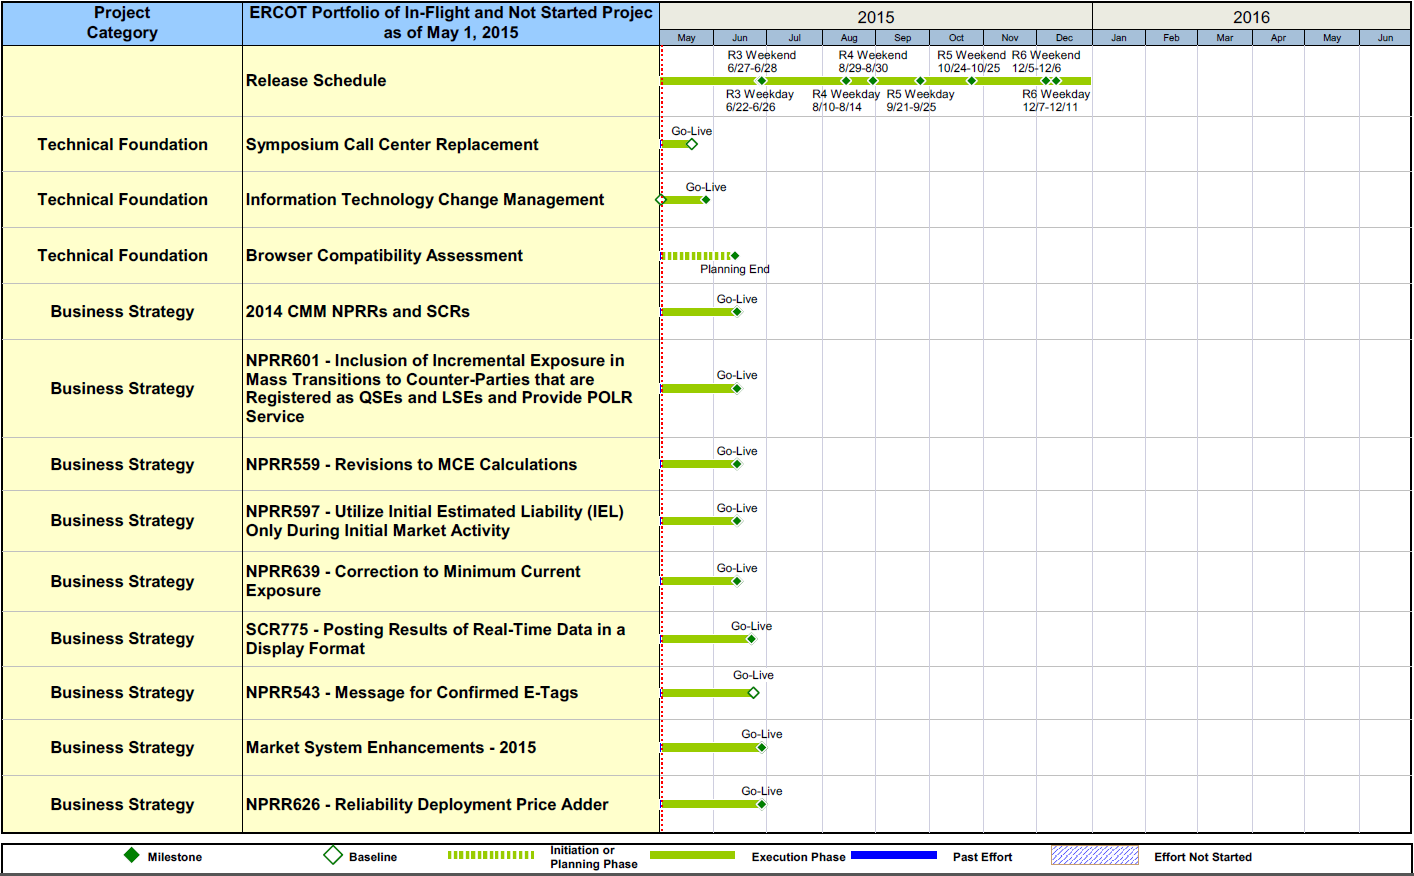 Project
Category
ERCOT Portfolio of In-Flight and Not Started Projec
as of May 1, 2015
2015
2016
May Jun Jul Aug Sep Oct Nov Dec Jan Feb Mar Apr May Jun
Release Schedule
R3 Weekend
6/27-6/28
R4 Weekend
8/29-8/30
R5 Weekend
10/24-10/25
R6 Weekend
12/5-12/6
R3 Weekday
6/22-6/26
R4 Weekday
8/10-8/14
R5 Weekday
9/21-9/25
R6 Weekday
12/7-12/11
Technical Foundation
Symposium Call Center Replacement
Go-Live
Technical Foundation
Information Technology Change Management
Go-Live
Technical Foundation
Browser Compatibility Assessment
Planning End
Business Strategy
2014 CMM NPRRs and SCRs
Go-Live
Business Strategy
NPRR601 - Inclusion of Incremental Exposure in
Mass Transitions to Counter-Parties that are
Registered as QSEs and LSEs and Provide POLR
Service
Go-Live
Business Strategy
NPRR559 - Revisions to MCE Calculations
Go-Live
Business Strategy
NPRR597 - Utilize Initial Estimated Liability (IEL)
Only During Initial Market Activity
Go-Live
Business Strategy
NPRR639 - Correction to Minimum Current
Exposure
Go-Live
Business Strategy
SCR775 - Posting Results of Real-Time Data in a
Display Format
Go-Live
Business Strategy
NPRR543 - Message for Confirmed E-Tags
Go-Live
Business Strategy
Market System Enhancements - 2015
Go-Live
Business Strategy
NPRR626 - Reliability Deployment Price Adder
Go-Live
Milestone
Baseline
Initiation or
Planning Phase
Execution Phase
Past Effort
Effort Not Started